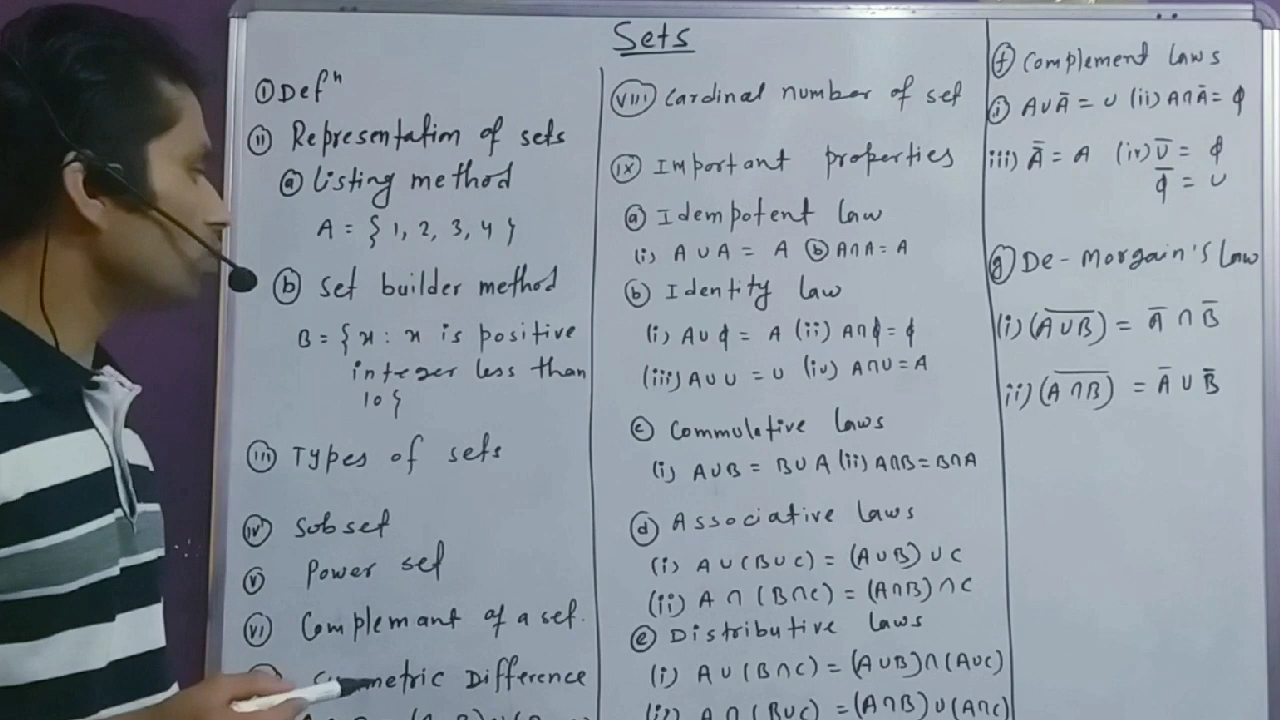 Sets
① Defⁿ
ⅱ Representation of sets
ⓐ Listing method
A = {1, 2, 3, 4}
ⓑ Set builder method
B = {x : x is positive
integer less than
10}
ⅲ Types of sets
ⅳ Subset
ⅴ Power set
ⅵ Complemant of a set.
Difference
ⅷ Cardinal number of set
ⅸ Important properties
ⓐ Idempotent law
(i) A ∪ A = A ⓑ A∩A = A
ⓑ Identity law
(i) A∪ϕ = A (ii) A∩ϕ = ϕ
(iii) A∪U = U (iv) A∩U = A
ⓒ Commulative laws
(i) A∪B = B∪A (ii) A∩B = B∩A
ⓓ Associative laws
(i) A∪(B∪C) = (A∪B)∪C
(ii) A∩(B∩C) = (A∩B)∩C
ⓔ Distributive laws
(i) A∪(B∩C) = (A∪B)∩(A∪C)
(ii) A∩(B∪C) = (A∩B)∪(A∩C)
ⓕ Complement laws
ⓘ A∪A̅ = U (ii) A∩A̅ = ϕ
iii) A̿ = A (iv) U̅ = ϕ
ϕ̅ = U
ⓖ De-Morgain's Law
(i) (A̅ ̅∪̅ ̅B̅) = A̅ ∩ B̅
ii) (A̅ ̅∩̅ ̅B̅) = A̅ ∪ B̅